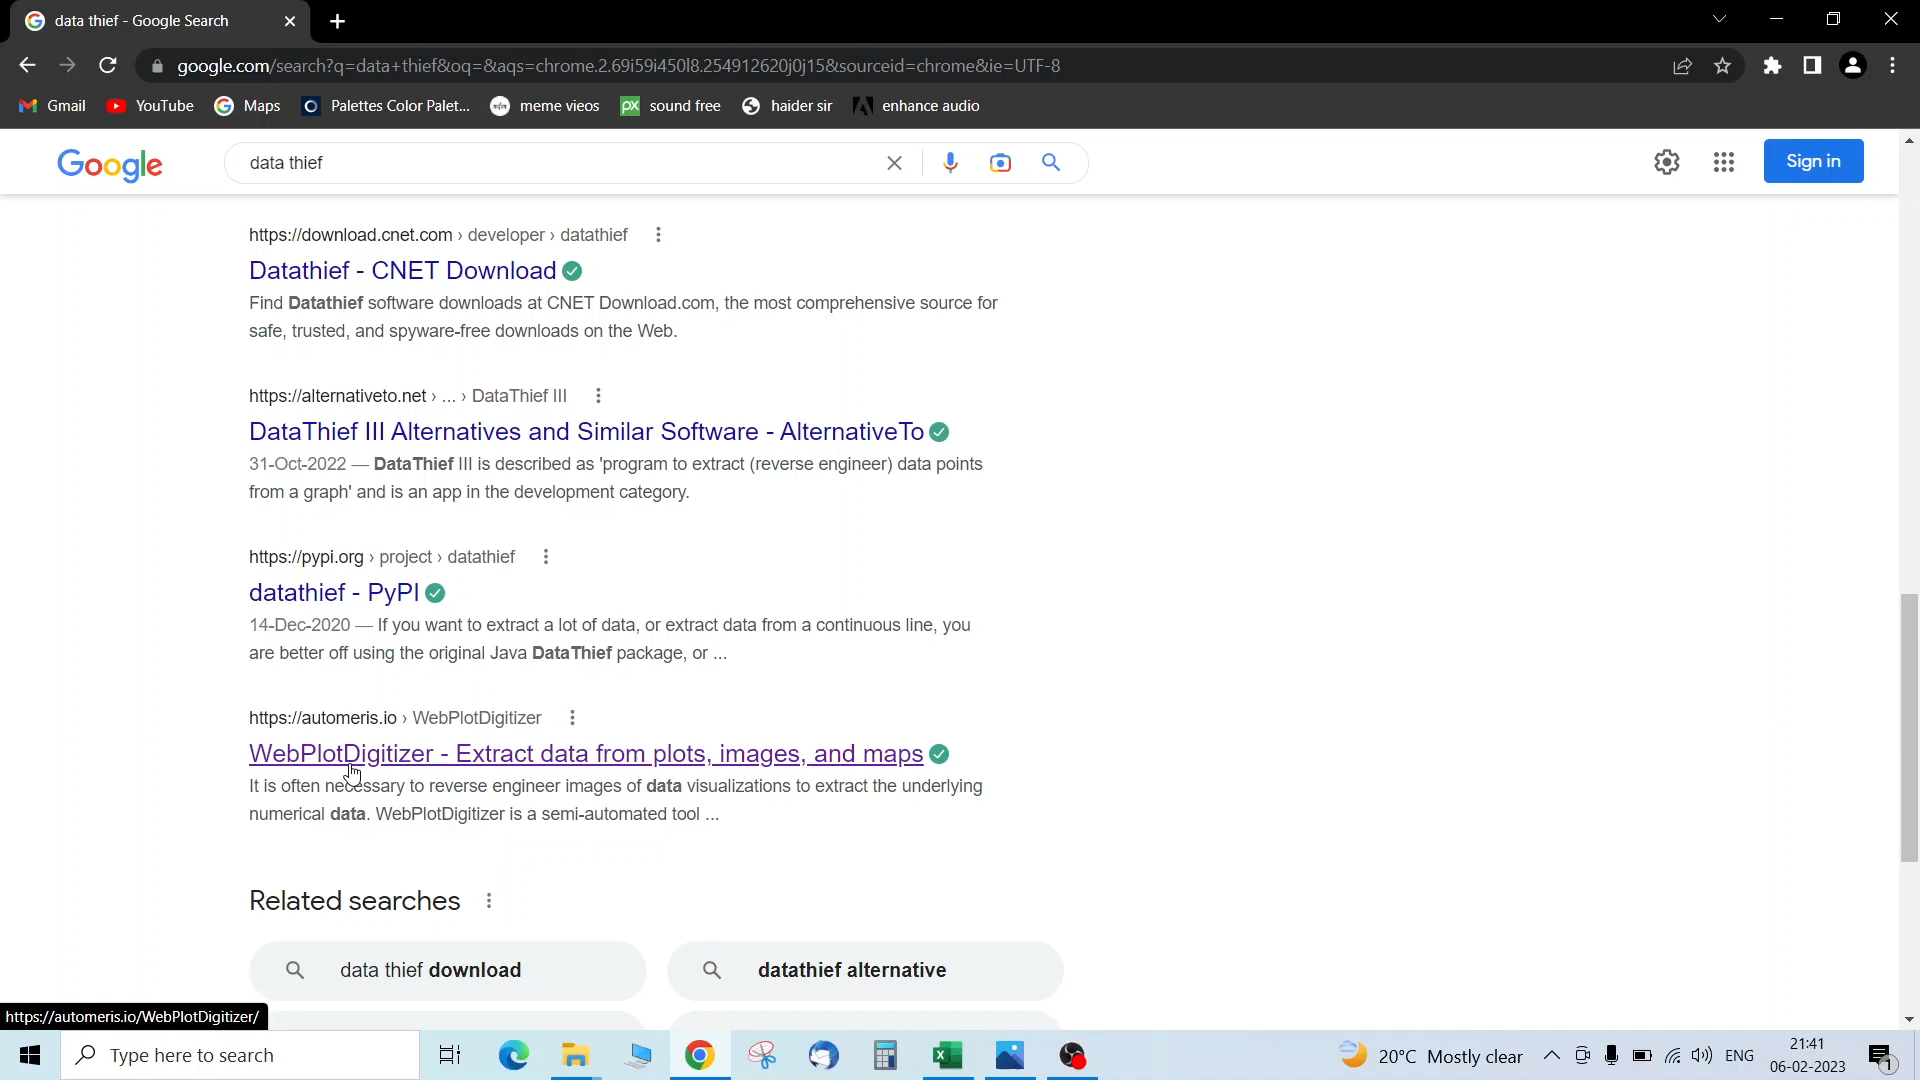 data thief - Google Search
google.com/search?q=data+thief&oq=&aqs=chrome.2.69i59i450l8.254912620j0j15&sourceid=chrome&ie=UTF-8
Gmail YouTube Maps Palettes Color Palet... meme vieos sound free haider sir enhance audio
Google data thief Sign in
https://download.cnet.com › developer › datathief
Datathief - CNET Download
Find Datathief software downloads at CNET Download.com, the most comprehensive source for
safe, trusted, and spyware-free downloads on the Web.
https://alternativeto.net › ... › DataThief III
DataThief III Alternatives and Similar Software - AlternativeTo
31-Oct-2022 — DataThief III is described as 'program to extract (reverse engineer) data points
from a graph' and is an app in the development category.
https://pypi.org › project › datathief
datathief - PyPI
14-Dec-2020 — If you want to extract a lot of data, or extract data from a continuous line, you
are better off using the original Java DataThief package, or ...
https://automeris.io › WebPlotDigitizer
WebPlotDigitizer - Extract data from plots, images, and maps
It is often necessary to reverse engineer images of data visualizations to extract the underlying
numerical data. WebPlotDigitizer is a semi-automated tool ...
Related searches
data thief download
datathief alternative
https://automeris.io/WebPlotDigitizer/
Type here to search
20°C Mostly clear
ENG
21:41
06-02-2023
1